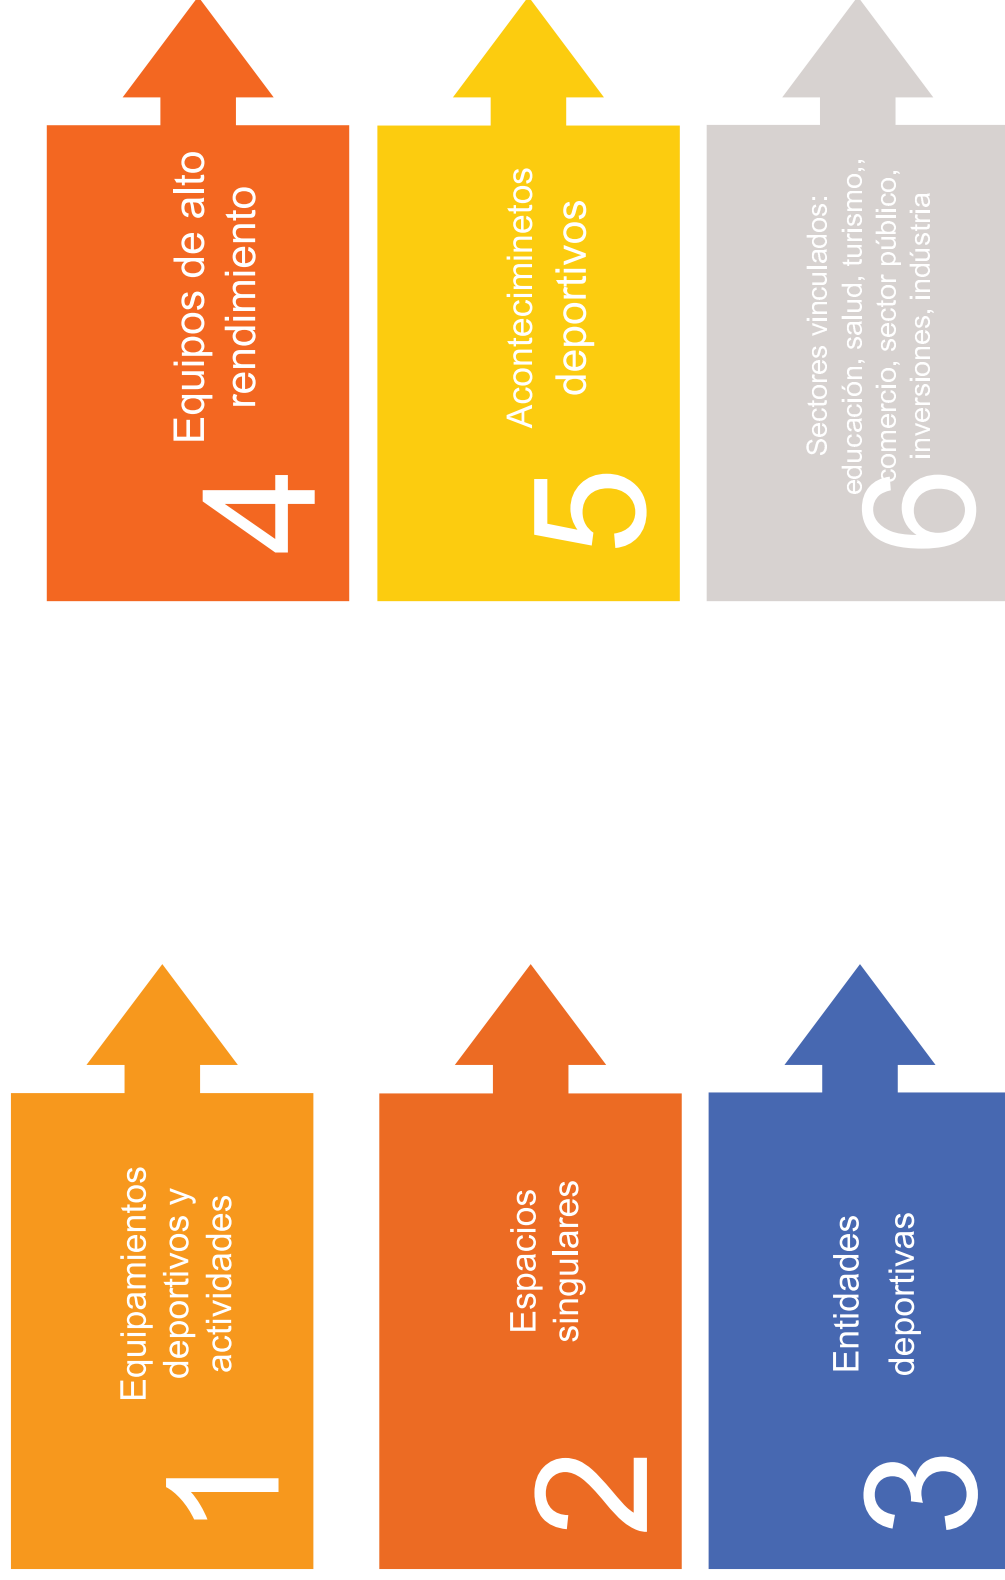 1
Equipamientos
deportivos y
actividades
2
Espacios
singulares
3
Entidades
deportivas
4
Equipos de alto
rendimiento
5
Aconteciminetos
deportivos
6
Sectores vinculados:
educación, salud, turismo,,
comercio, sector público,
inversiones, indústria